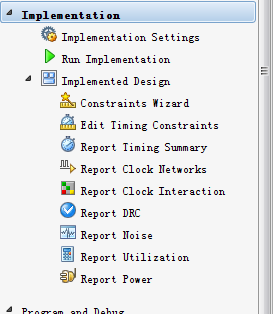 Implementation
Implementation Settings
Run Implementation
Implemented Design
Constraints Wizard
Edit Timing Constraints
Report Timing Summary
Report Clock Networks
Report Clock Interaction
Report DRC
Report Noise
Report Utilization
Report Power
Program and Debug